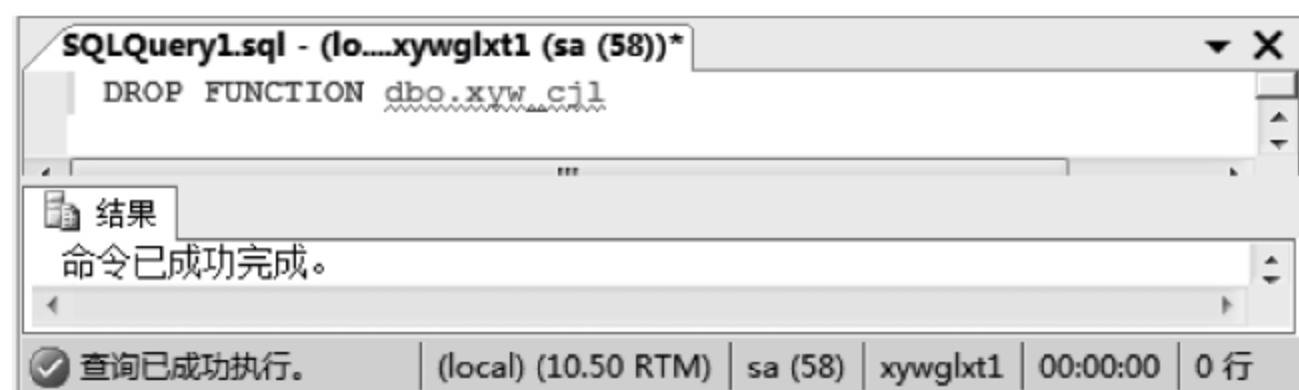 SQLQuery1.sql - (lo....xywglxt1 (sa (58))*
DROP FUNCTION dbo.xyw_cjl
结果
命令已成功完成。
查询已成功执行。 (local) (10.50 RTM) sa (58) xywglxt1 00:00:00 0 行